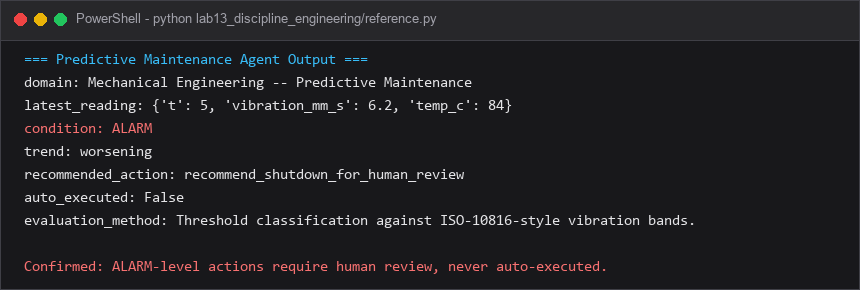 PowerShell - python lab13_discipline_engineering/reference.py
=== Predictive Maintenance Agent Output ===
domain: Mechanical Engineering -- Predictive Maintenance
latest_reading: {'t': 5, 'vibration_mm_s': 6.2, 'temp_c': 84}
condition: ALARM
trend: worsening
recommended_action: recommend_shutdown_for_human_review
auto_executed: False
evaluation_method: Threshold classification against ISO-10816-style vibration bands.
Confirmed: ALARM-level actions require human review, never auto-executed.